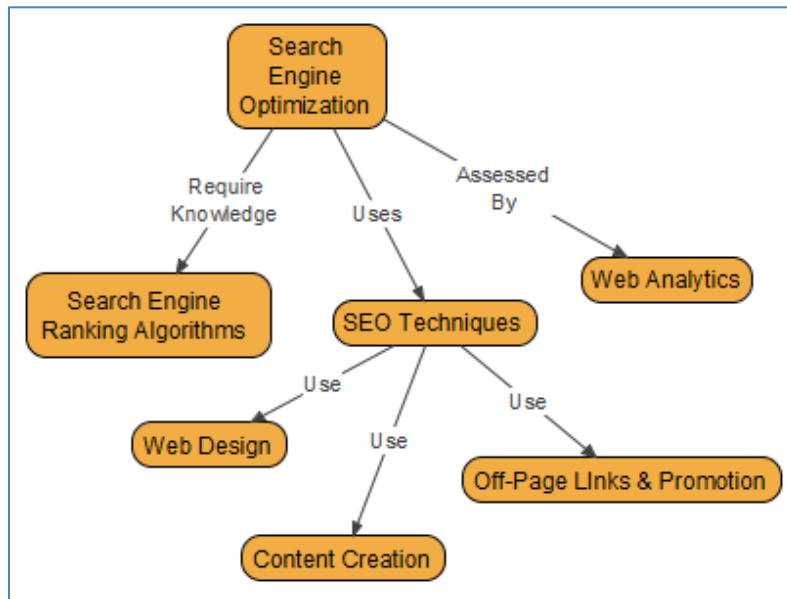 Search
Engine
Optimization
Require
Knowledge
Uses
Assessed
By
Web Analytics
Search Engine
Ranking Algorithms
SEO Techniques
Use
Use
Use
Web Design
Off-Page LInks & Promotion
Content Creation